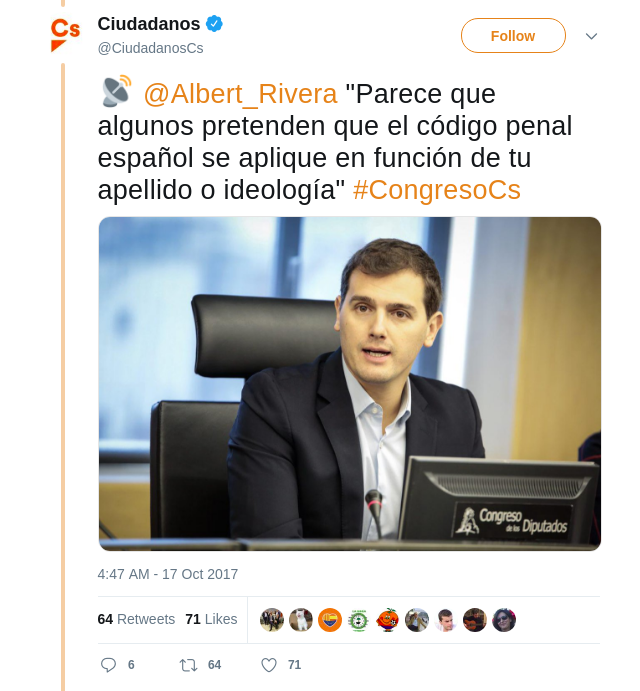 Cs
Ciudadanos
@CiudadanosCs
Follow
@Albert_Rivera "Parece que
algunos pretenden que el código penal
español se aplique en función de tu
apellido o ideología" #CongresoCs
Congreso
de los Diputados
4:47 AM - 17 Oct 2017
64 Retweets 71 Likes
6 64 71